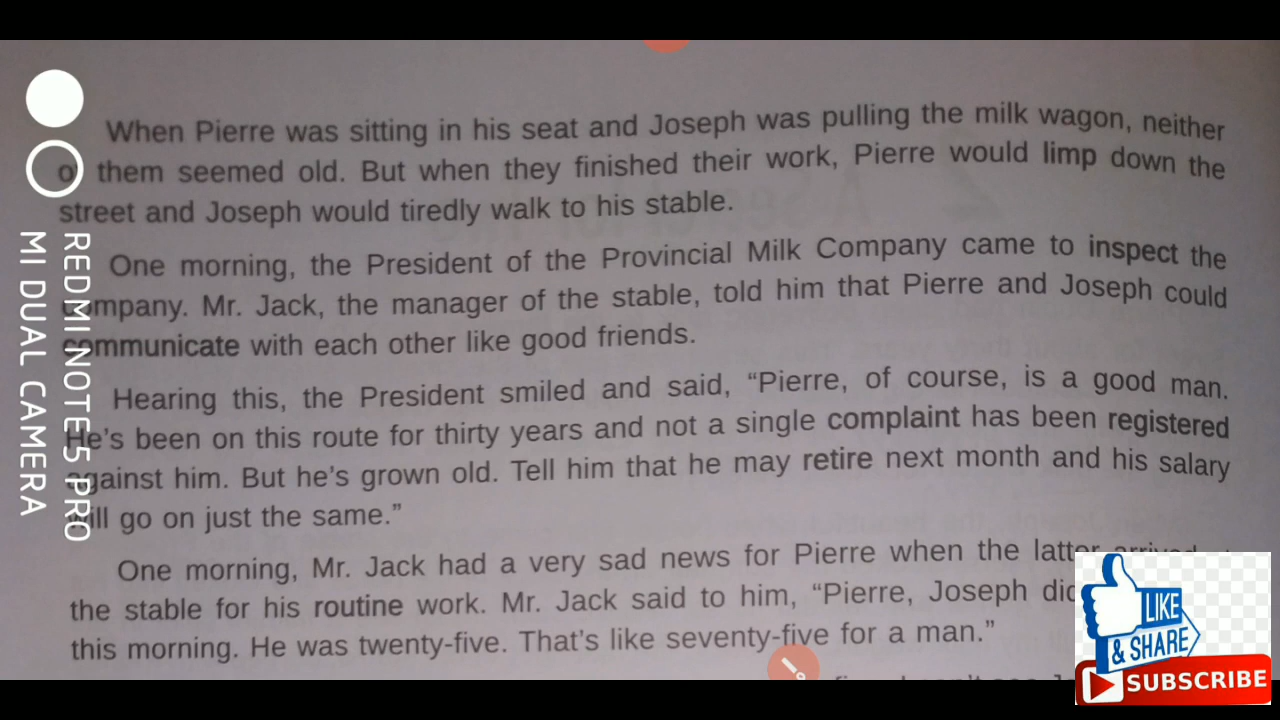 When Pierre was sitting in his seat and Joseph was pulling the milk wagon, neither
them seemed old. But when they finished their work, Pierre would limp down the
street and Joseph would tiredly walk to his stable.
One morning, the President of the Provincial Milk Company came to inspect the
company. Mr. Jack, the manager of the stable, told him that Pierre and Joseph could
communicate with each other like good friends.
Hearing this, the President smiled and said, “Pierre, of course, is a good man.
He’s been on this route for thirty years and not a single complaint has been registered
against him. But he’s grown old. Tell him that he may retire next month and his salary
will go on just the same.”
One morning, Mr. Jack had a very sad news for Pierre when the latter arrived
the stable for his routine work. Mr. Jack said to him, “Pierre, Joseph
this morning. He was twenty-five. That’s like seventy-five for a man.”
REDMI NOTE 5 PRO
MI DUAL CAMERA
LIKE
& SHARE
SUBSCRIBE